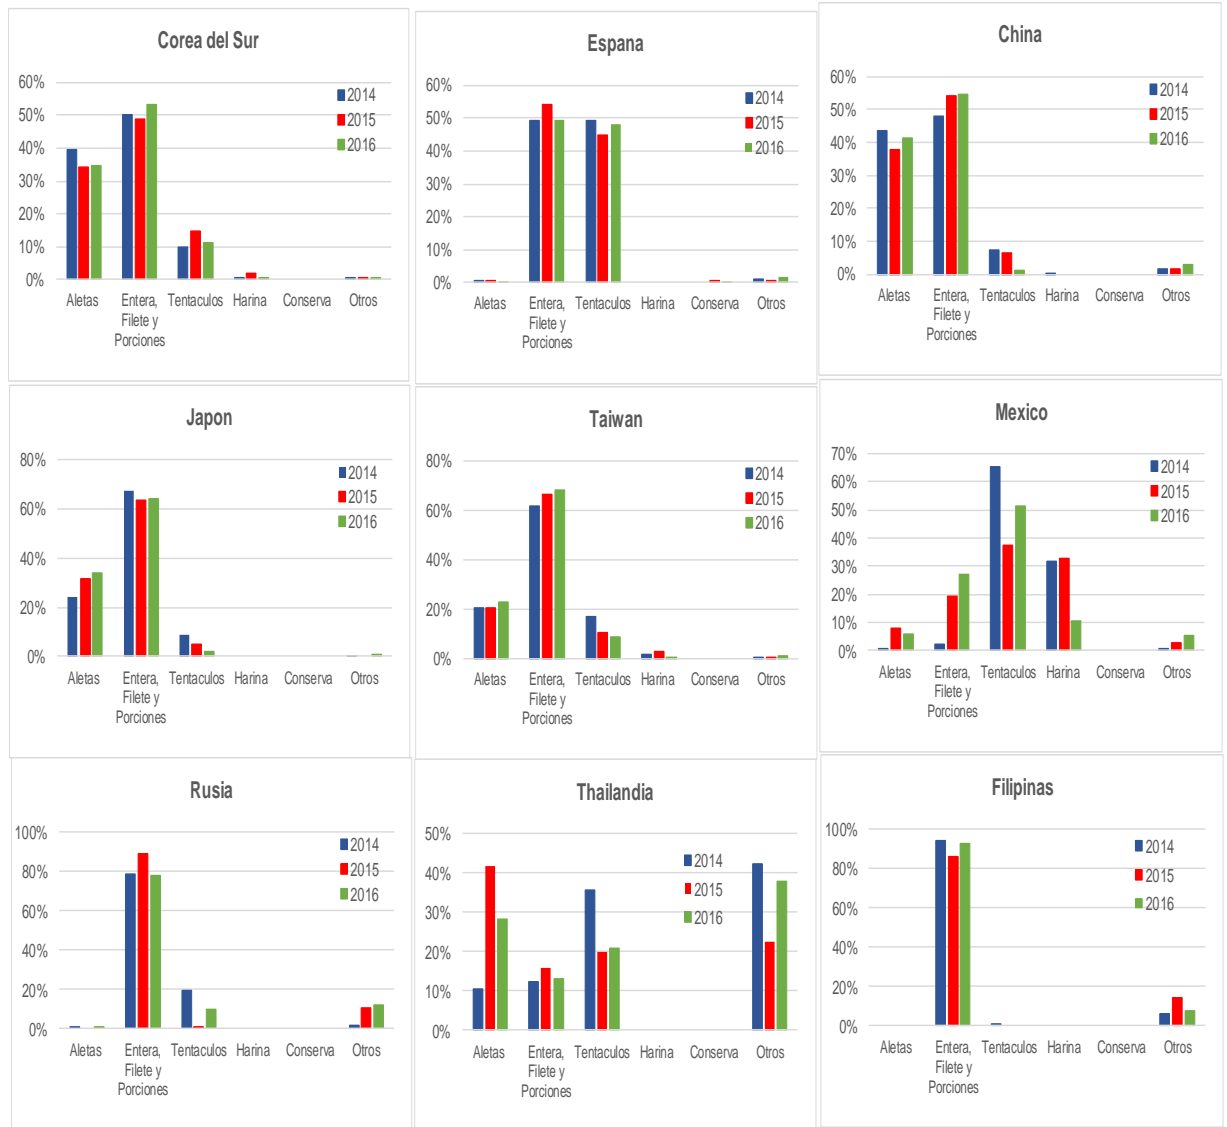 Corea del Sur
60%
50%
40%
30%
20%
10%
0%
2014
2015
2016
Aletas
Entera,
Filete y
Porciones
Tentaculos
Harina
Conserva
Otros
Espana
60%
50%
40%
30%
20%
10%
0%
2014
2015
2016
Aletas
Entera,
Filete y
Porciones
Tentaculos
Harina
Conserva
Otros
China
60%
50%
40%
30%
20%
10%
0%
2014
2015
2016
Aletas
Entera,
Filete y
Porciones
Tentaculos
Harina
Conserva
Otros
Japon
80%
60%
40%
20%
0%
2014
2015
2016
Aletas
Entera,
Filete y
Porciones
Tentaculos
Harina
Conserva
Otros
Taiwan
80%
60%
40%
20%
0%
2014
2015
2016
Aletas
Entera,
Filete y
Porciones
Tentaculos
Harina
Conserva
Otros
Mexico
70%
60%
50%
40%
30%
20%
10%
0%
2014
2015
2016
Aletas
Entera,
Filete y
Porciones
Tentaculos
Harina
Conserva
Otros
Rusia
100%
80%
60%
40%
20%
0%
2014
2015
2016
Aletas
Entera,
Filete y
Porciones
Tentaculos
Harina
Conserva
Otros
Thailandia
50%
40%
30%
20%
10%
0%
2014
2015
2016
Aletas
Entera,
Filete y
Porciones
Tentaculos
Harina
Conserva
Otros
Filipinas
100%
80%
60%
40%
20%
0%
2014
2015
2016
Aletas
Entera,
Filete y
Porciones
Tentaculos
Harina
Conserva
Otros